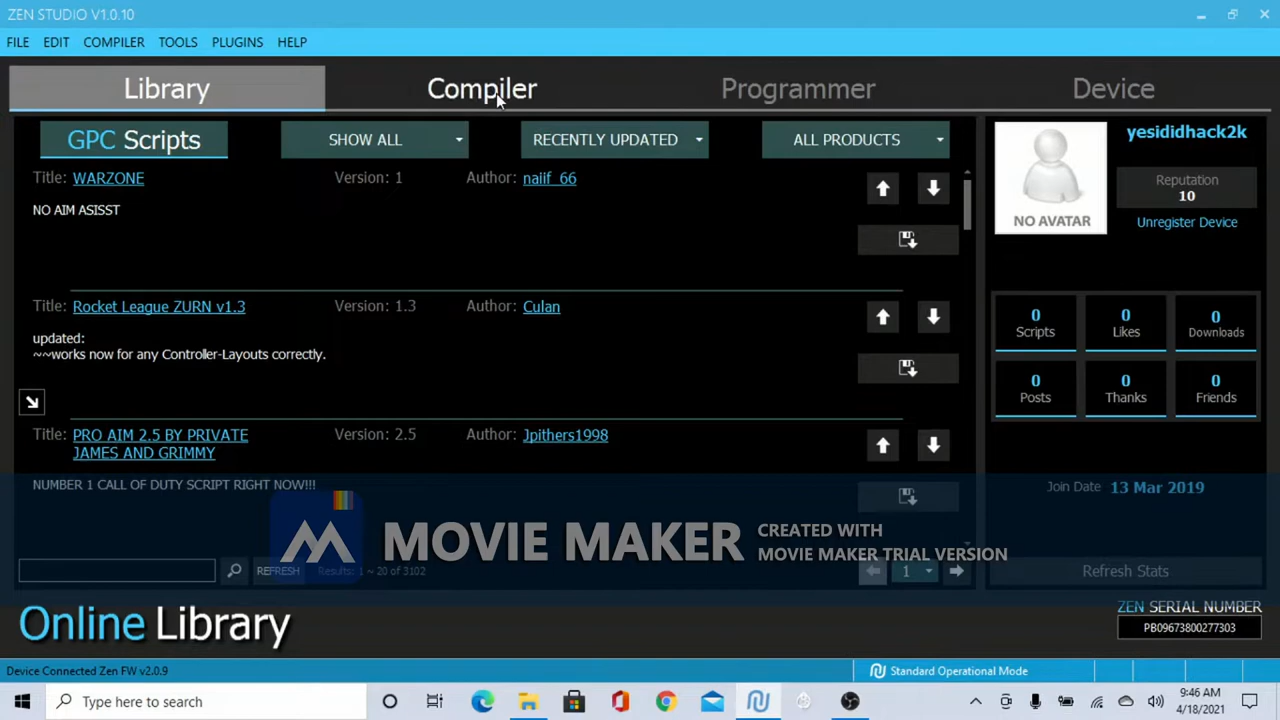 ZEN STUDIO V1.0.10
FILE EDIT COMPILER TOOLS PLUGINS HELP
Library Compiler Programmer Device
GPC Scripts SHOW ALL RECENTLY UPDATED ALL PRODUCTS
Title: WARZONE Version: 1 Author: naiif_66
NO AIM ASISST
Title: Rocket League ZURN v1.3 Version: 1.3 Author: Culan
updated:
~~works now for any Controller-Layouts correctly.
Title: PRO AIM 2.5 BY PRIVATE JAMES AND GRIMMY Version: 2.5 Author: Jpithers1998
NUMBER 1 CALL OF DUTY SCRIPT RIGHT NOW!!!
REFRESH Results: 1 ~ 20 of 3102
1
yesididhack2k
NO AVATAR
Reputation
10
Unregister Device
0 Scripts
0 Likes
0 Downloads
0 Posts
0 Thanks
0 Friends
Join Date 13 Mar 2019
Refresh Stats
MOVIE MAKER
CREATED WITH
MOVIE MAKER TRIAL VERSION
Online Library
ZEN SERIAL NUMBER
PB09673800277303
Device Connected Zen FW v2.0.9
Standard Operational Mode
Type here to search
9:46 AM
4/18/2021